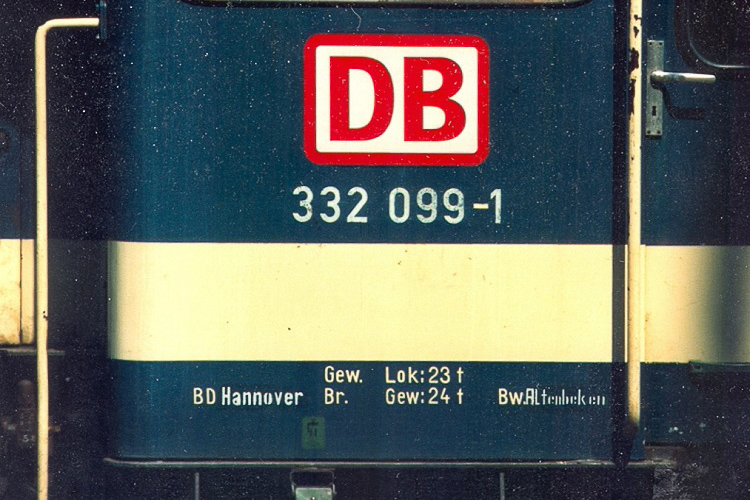 DB
332 099-1
Gew. Lok: 23 t
BD Hannover Br. Gew: 24 t Bw. Altenbeken